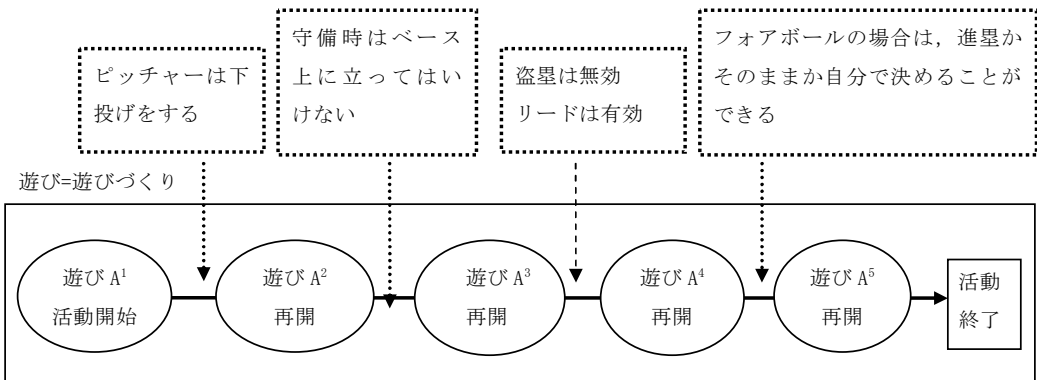 ピッチャーは下
投げをする
守備時はベース
上に立ってはい
けない
盗塁は無効
リードは有効
フォアボールの場合は，進塁か
そのままか自分で決めることが
できる
遊び=遊びづくり
遊び A¹
活動開始
遊び A²
再開
遊び A³
再開
遊び A⁴
再開
遊び A⁵
再開
活動
終了